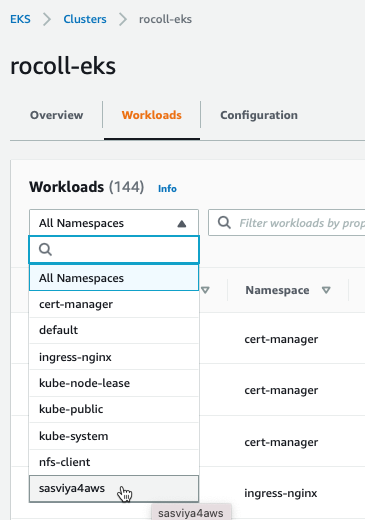 EKS > Clusters > rocoll-eks
rocoll-eks
Overview Workloads Configuration
Workloads (144) Info
All Namespaces
Filter workloads by prop
All Namespaces
cert-manager
default
ingress-nginx
kube-node-lease
kube-public
kube-system
nfs-client
sasviya4aws
sasviya4aws
Namespace
cert-manager
cert-manager
cert-manager
ingress-nginx